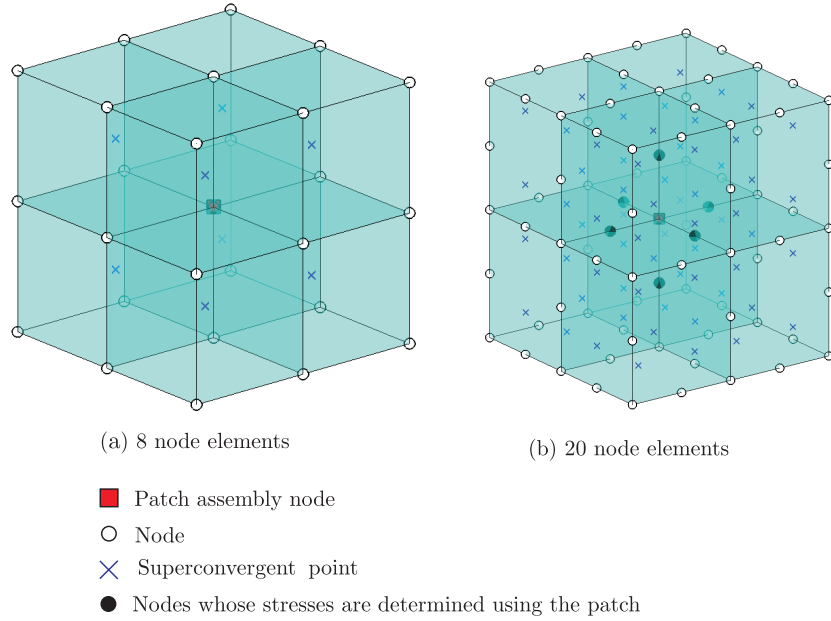 (a) 8 node elements
(b) 20 node elements
Patch assembly node
Node
Superconvergent point
Nodes whose stresses are determined using the patch